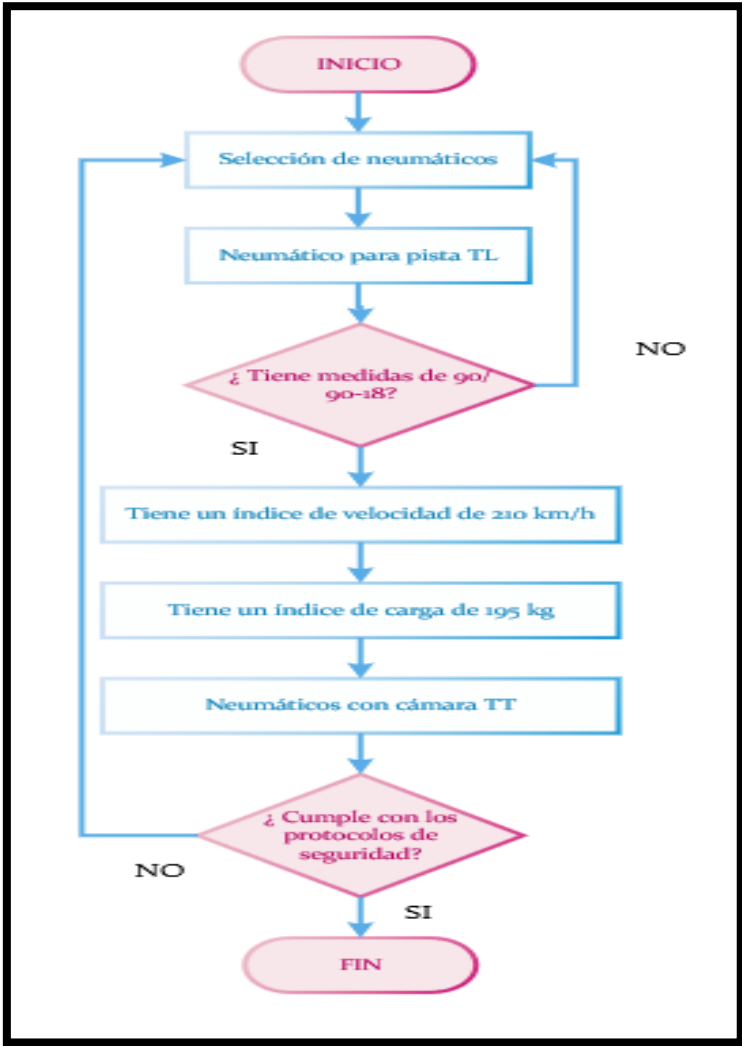 INICIO
Selección de neumáticos
Neumático para pista TL
¿ Tiene medidas de 90/
90-18?
NO
SI
Tiene un índice de velocidad de 210 km/h
Tiene un índice de carga de 195 kg
Neumáticos con cámara TT
¿ Cumple con los
protocolos de
seguridad?
NO
SI
FIN